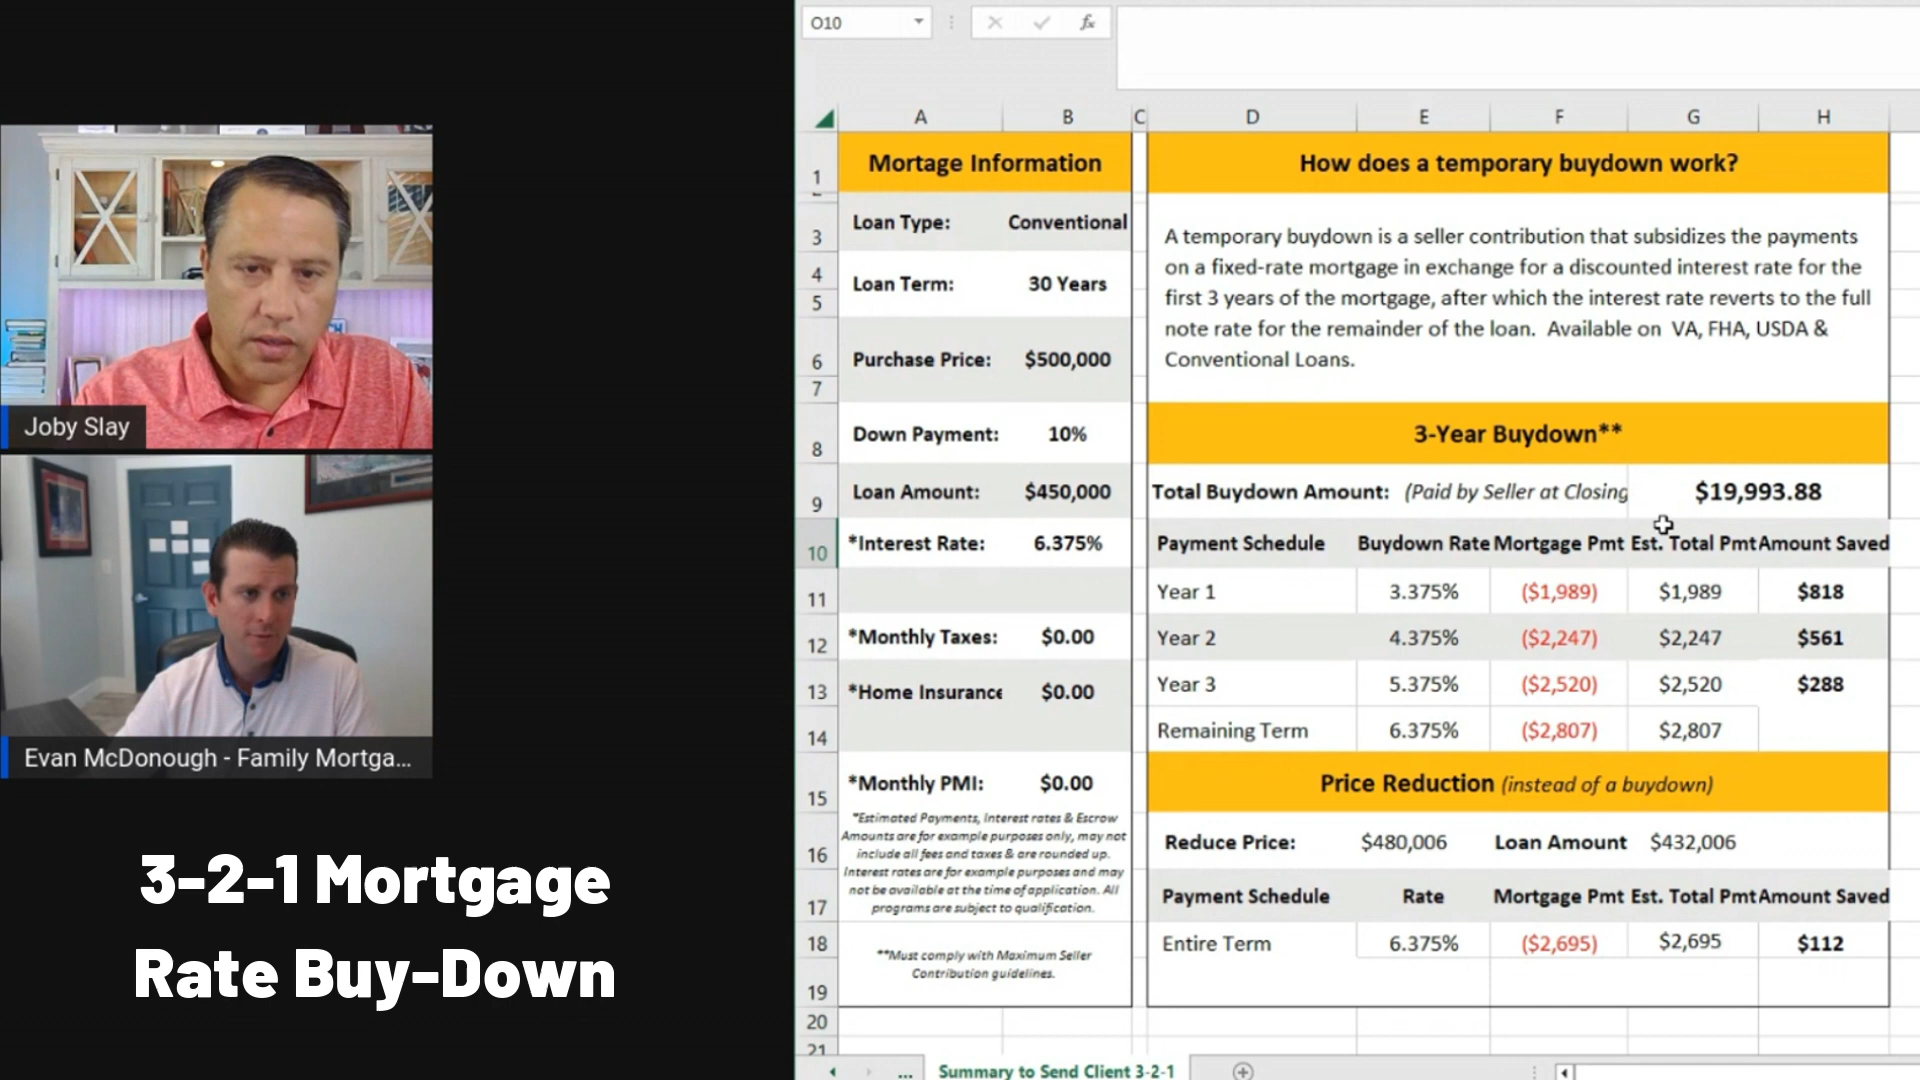 Joby Slay
Evan McDonough - Family Mortga...
3-2-1 Mortgage
Rate Buy-Down
O10
fx
A B C D E F G H
1 Mortage Information
3 Loan Type: Conventional
4 Loan Term: 30 Years
5
6 Purchase Price: $500,000
7
8 Down Payment: 10%
9 Loan Amount: $450,000
10 *Interest Rate: 6.375%
11
12 *Monthly Taxes: $0.00
13 *Home Insurance $0.00
14
15 *Monthly PMI: $0.00
*Estimated Payments, Interest rates & Escrow
Amounts are for example purposes only, may not
16 include all fees and taxes & are rounded up.
Interest rates are for example purposes and may
not be available at the time of application. All
17 programs are subject to qualification.
18 **Must comply with Maximum Seller
Contribution guidelines.
19
20
21
How does a temporary buydown work?
A temporary buydown is a seller contribution that subsidizes the payments
on a fixed-rate mortgage in exchange for a discounted interest rate for the
first 3 years of the mortgage, after which the interest rate reverts to the full
note rate for the remainder of the loan. Available on VA, FHA, USDA &
Conventional Loans.
3-Year Buydown**
Total Buydown Amount: (Paid by Seller at Closing $19,993.88
Payment Schedule Buydown Rate Mortgage Pmt Est. Total Pmt Amount Saved
Year 1 3.375% ($1,989) $1,989 $818
Year 2 4.375% ($2,247) $2,247 $561
Year 3 5.375% ($2,520) $2,520 $288
Remaining Term 6.375% ($2,807) $2,807
Price Reduction (instead of a buydown)
Reduce Price: $480,006 Loan Amount $432,006
Payment Schedule Rate Mortgage Pmt Est. Total Pmt Amount Saved
Entire Term 6.375% ($2,695) $2,695 $112
... Summary to Send Client 3-2-1